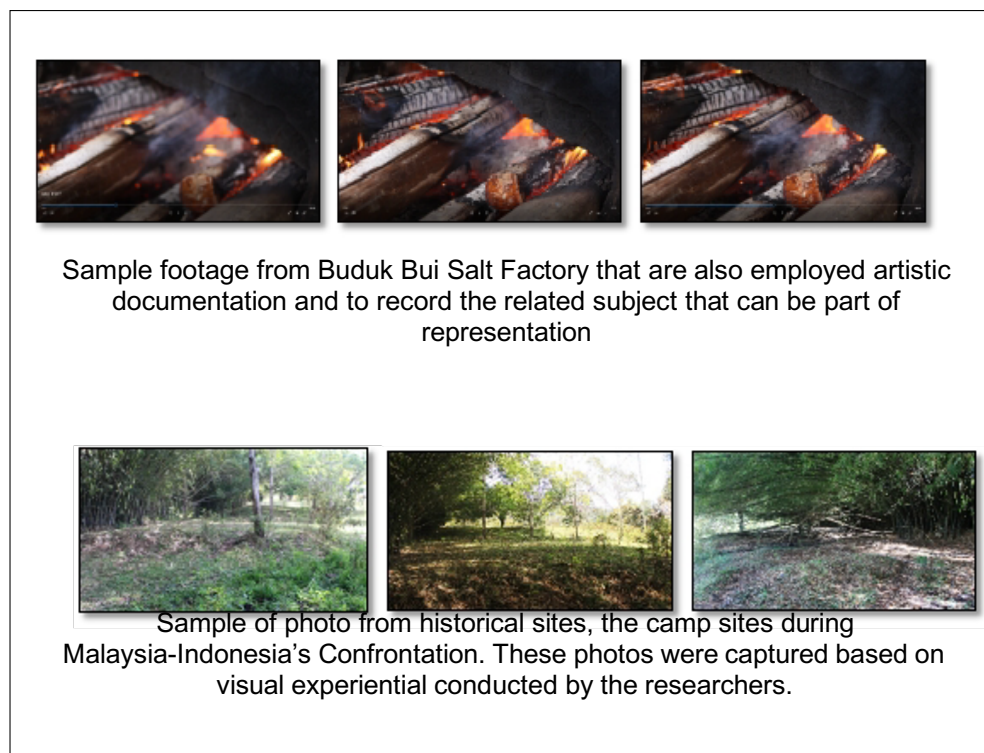 Sample footage from Buduk Bui Salt Factory that are also employed artistic
documentation and to record the related subject that can be part of
representation
Sample of photo from historical sites, the camp sites during
Malaysia-Indonesia’s Confrontation. These photos were captured based on
visual experiential conducted by the researchers.